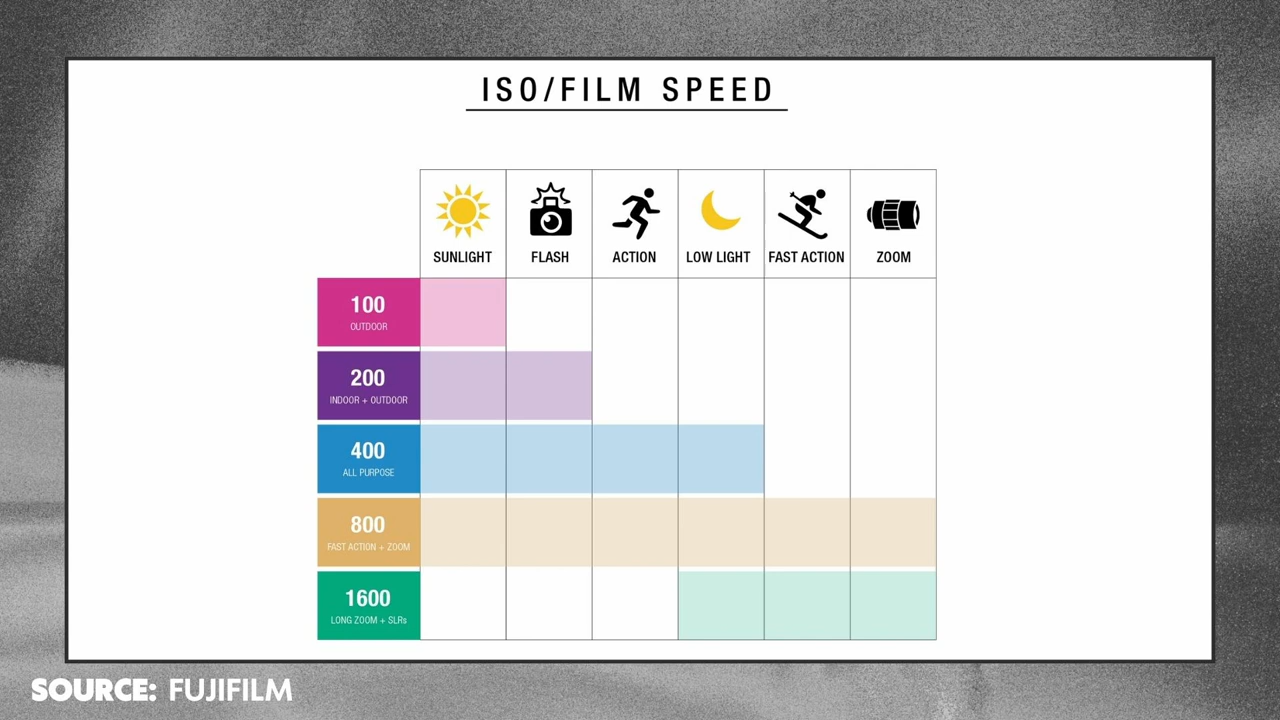 ISO/FILM SPEED
SUNLIGHT FLASH ACTION LOW LIGHT FAST ACTION ZOOM
100
OUTDOOR
200
INDOOR + OUTDOOR
400
ALL PURPOSE
800
FAST ACTION + ZOOM
1600
LONG ZOOM + SLRs
SOURCE: FUJIFILM